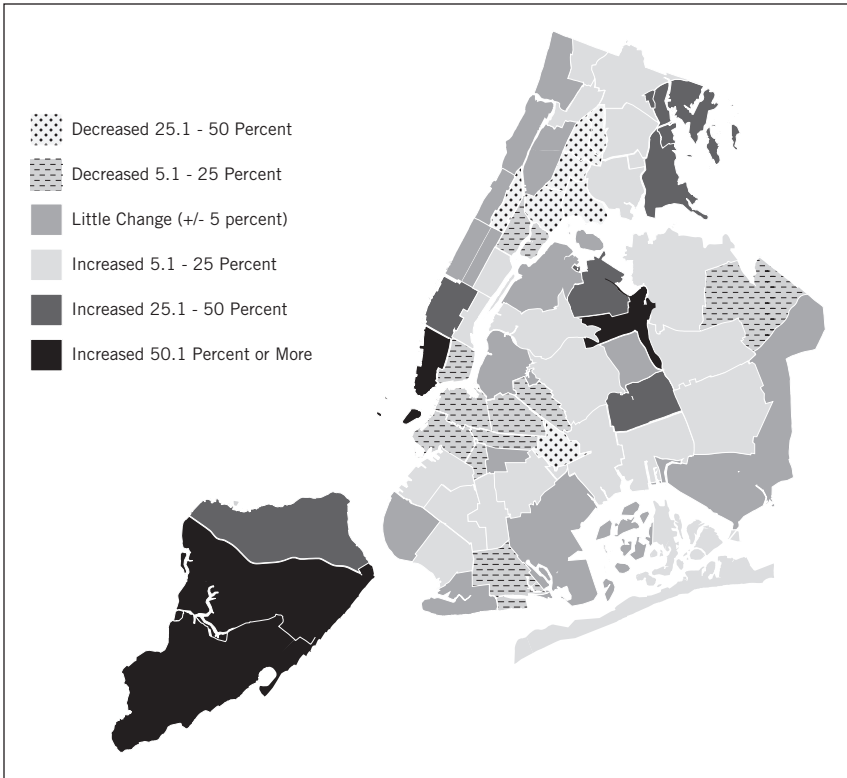 Decreased 25.1 - 50 Percent
Decreased 5.1 - 25 Percent
Little Change (+/- 5 percent)
Increased 5.1 - 25 Percent
Increased 25.1 - 50 Percent
Increased 50.1 Percent or More